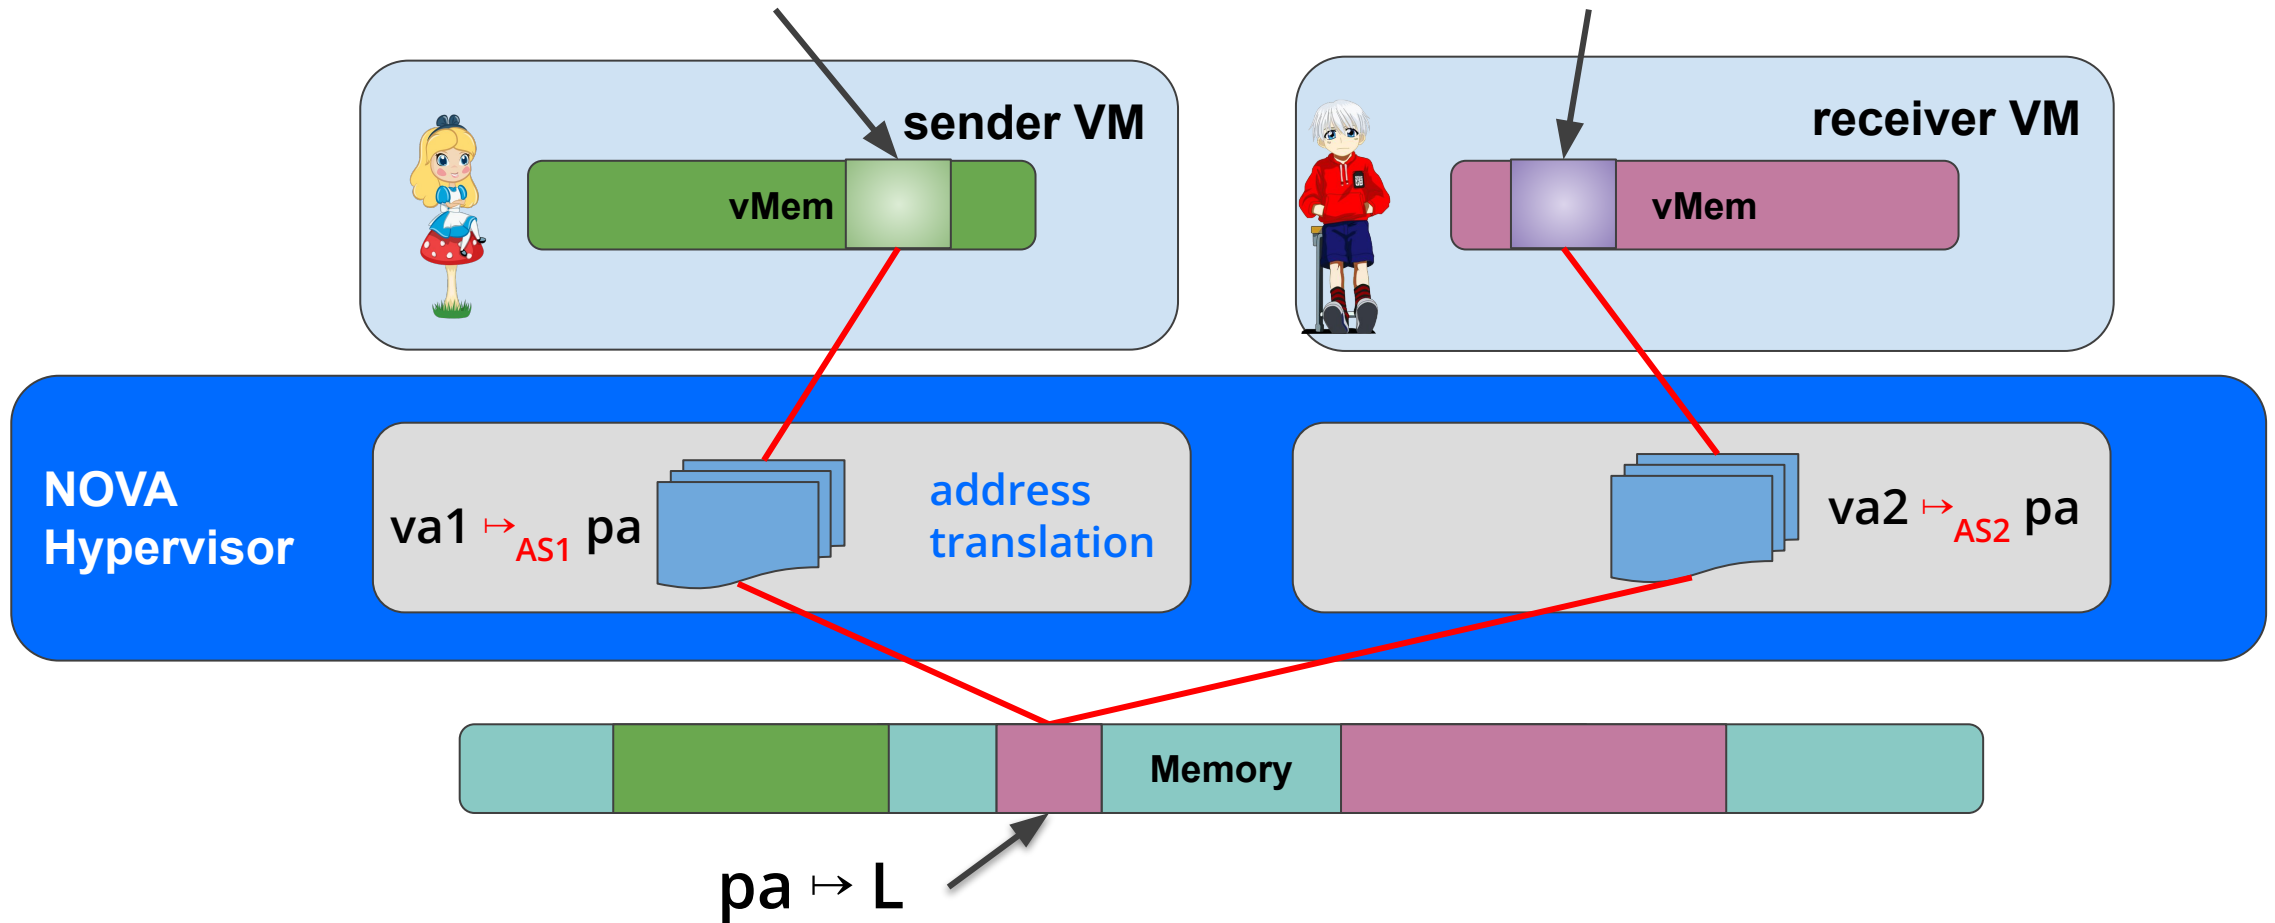 sender VM
receiver VM
vMem
vMem
NOVA
Hypervisor
va1 ↦AS1 pa
address
translation
va2 ↦AS2 pa
Memory
pa ↦ L